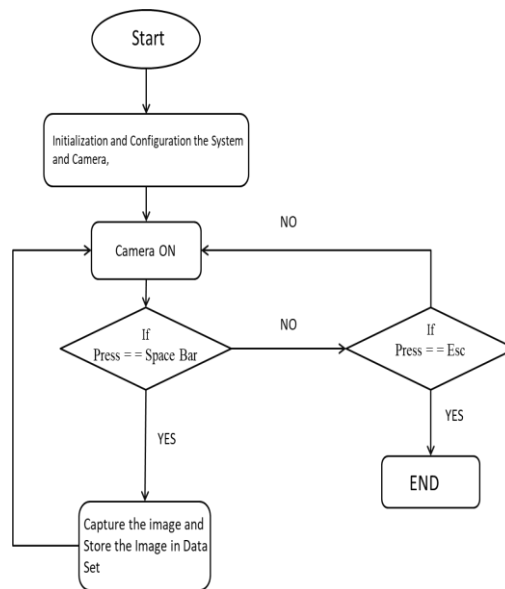 Start
Initialization and Configuration the System
and Camera,
NO
Camera ON
If
Press = = Space Bar
NO
If
Press = = Esc
YES
YES
END
Capture the image and
Store the Image in Data
Set